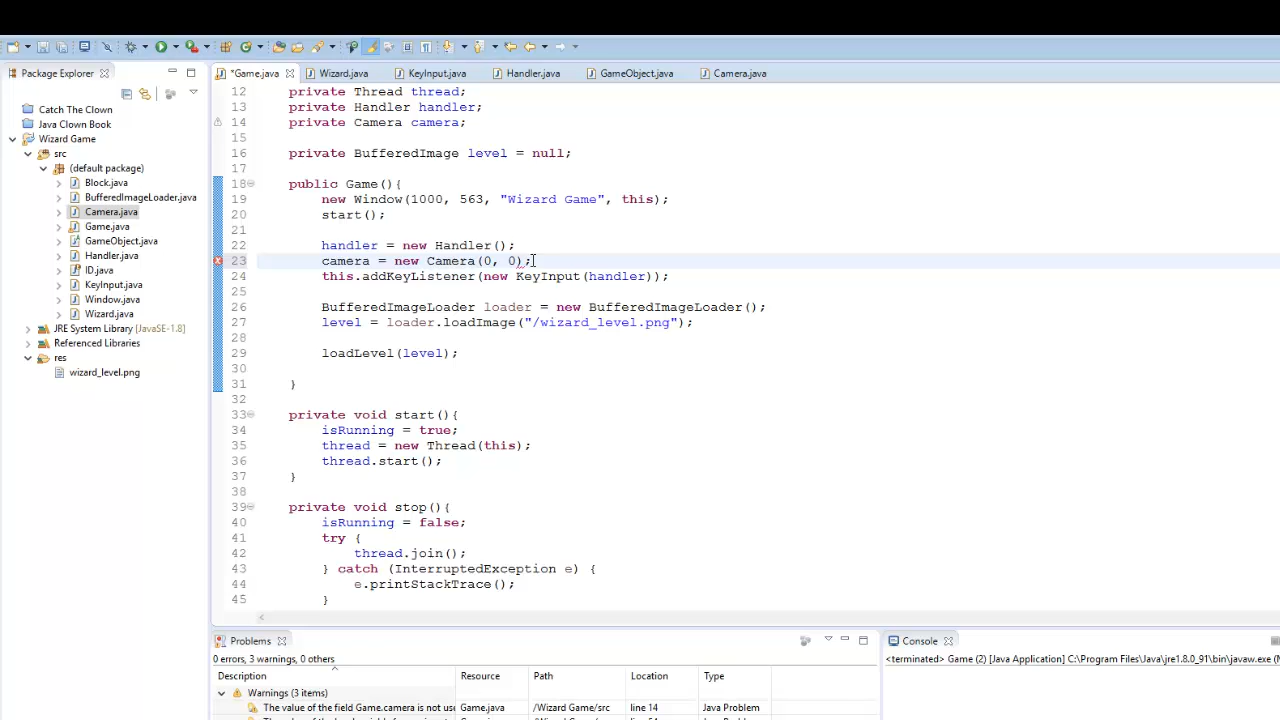 Package Explorer
*Game.java
Wizard.java
KeyInput.java
Handler.java
GameObject.java
Camera.java
Catch The Clown
Java Clown Book
Wizard Game
src
(default package)
Block.java
BufferedImageLoader.java
Camera.java
Game.java
GameObject.java
Handler.java
ID.java
KeyInput.java
Window.java
Wizard.java
JRE System Library [JavaSE-1.8]
Referenced Libraries
res
wizard_level.png
12 private Thread thread;
13 private Handler handler;
14 private Camera camera;
15
16 private BufferedImage level = null;
17
18 public Game(){
19 new Window(1000, 563, "Wizard Game", this);
20 start();
21
22 handler = new Handler();
23 camera = new Camera(0, 0);
24 this.addKeyListener(new KeyInput(handler));
25
26 BufferedImageLoader loader = new BufferedImageLoader();
27 level = loader.loadImage("/wizard_level.png");
28
29 loadLevel(level);
30
31 }
32
33 private void start(){
34 isRunning = true;
35 thread = new Thread(this);
36 thread.start();
37 }
38
39 private void stop(){
40 isRunning = false;
41 try {
42 thread.join();
43 } catch (InterruptedException e) {
44 e.printStackTrace();
45 }
Problems
0 errors, 3 warnings, 0 others
Description Resource Path Location Type
Warnings (3 items)
The value of the field Game.camera is not use Game.java /Wizard Game/src line 14 Java Problem
Console
<terminated> Game (2) [Java Application] C:\Program Files\Java\jre1.8.0_91\bin\javaw.exe (